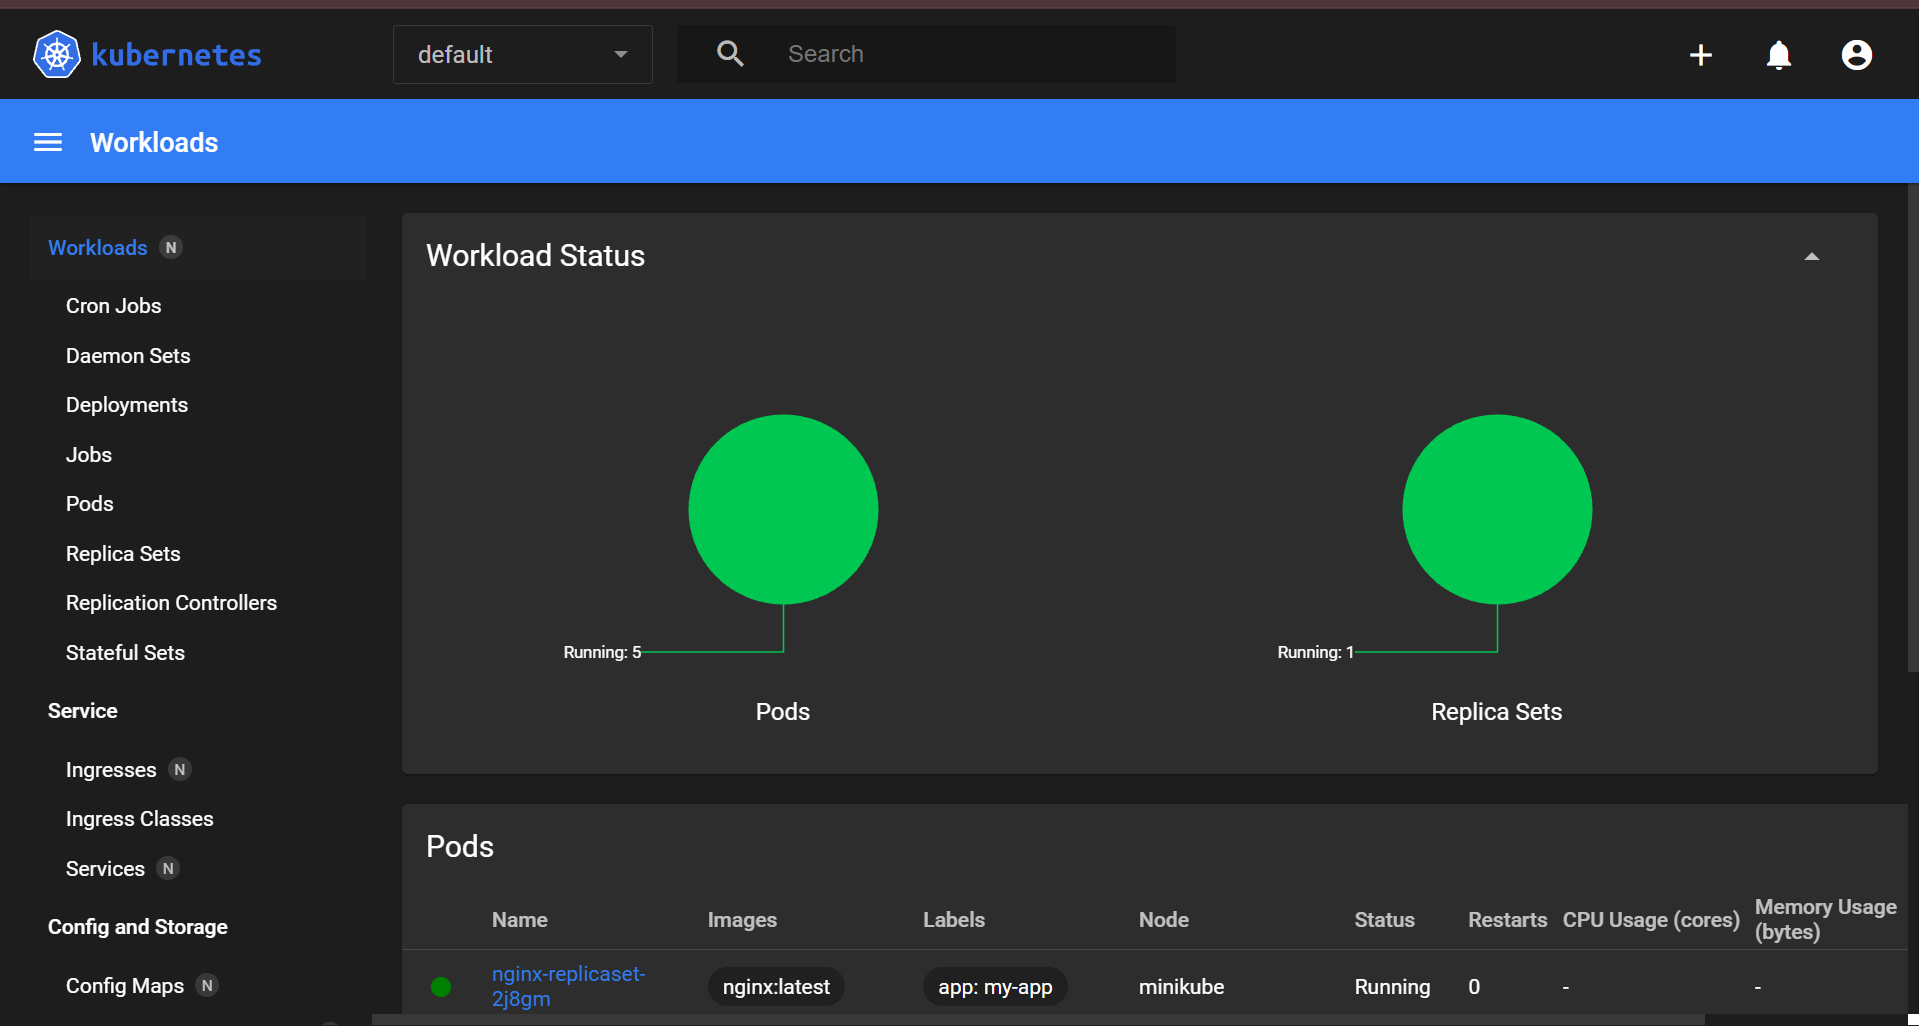 kubernetes
default
Search
Workloads
Workloads N
Cron Jobs
Daemon Sets
Deployments
Jobs
Pods
Replica Sets
Replication Controllers
Stateful Sets
Service
Ingresses N
Ingress Classes
Services N
Config and Storage
Config Maps N
Workload Status
Running: 5
Pods
Running: 1
Replica Sets
Pods
Name Images Labels Node Status Restarts CPU Usage (cores) Memory Usage
(bytes)
nginx-replicaset-
2j8gm
nginx:latest app: my-app minikube Running 0 - -